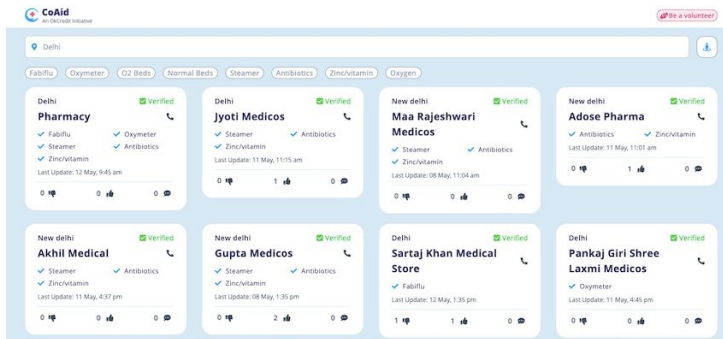 CoAid
An OkCredit Initiative
Be a volunteer
Delhi
Fabiflu Oxymeter O2 Beds Normal Beds Steamer Antibiotics Zinc/vitamin Oxygen
Delhi Verified
Pharmacy
Fabiflu Oxymeter
Steamer Antibiotics
Zinc/vitamin
Last Update: 12 May, 9:45 am
0 0 0
Delhi Verified
Jyoti Medicos
Steamer Antibiotics
Zinc/vitamin
Last Update: 11 May, 11:15 am
0 1 0
New delhi Verified
Maa Rajeshwari
Medicos
Steamer Antibiotics
Zinc/vitamin
Last Update: 08 May, 11:04 am
0 0 0
New delhi Verified
Adose Pharma
Antibiotics Zinc/vitamin
Last Update: 11 May, 11:01 am
0 1 0
New delhi Verified
Akhil Medical
Steamer Antibiotics
Zinc/vitamin
Last Update: 11 May, 4:37 pm
0 0 0
New delhi Verified
Gupta Medicos
Steamer Antibiotics
Zinc/vitamin
Last Update: 08 May, 1:35 pm
0 2 0
Delhi Verified
Sartaj Khan Medical
Store
Fabiflu
Last Update: 12 May, 1:35 pm
1 1 0
Delhi Verified
Pankaj Giri Shree
Laxmi Medicos
Oxymeter
Last Update: 11 May, 4:45 pm
0 0 0